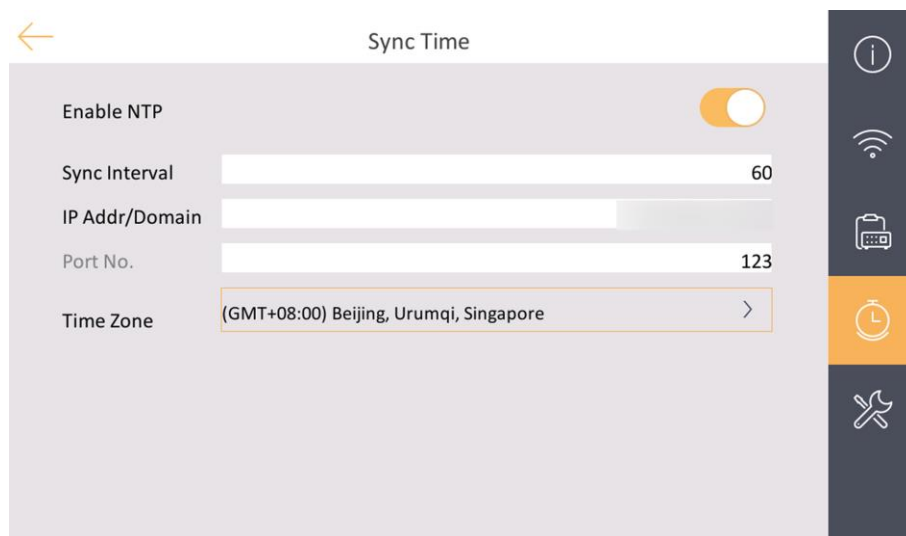 Sync Time
Enable NTP
Sync Interval 60
IP Addr/Domain
Port No. 123
Time Zone (GMT+08:00) Beijing, Urumqi, Singapore